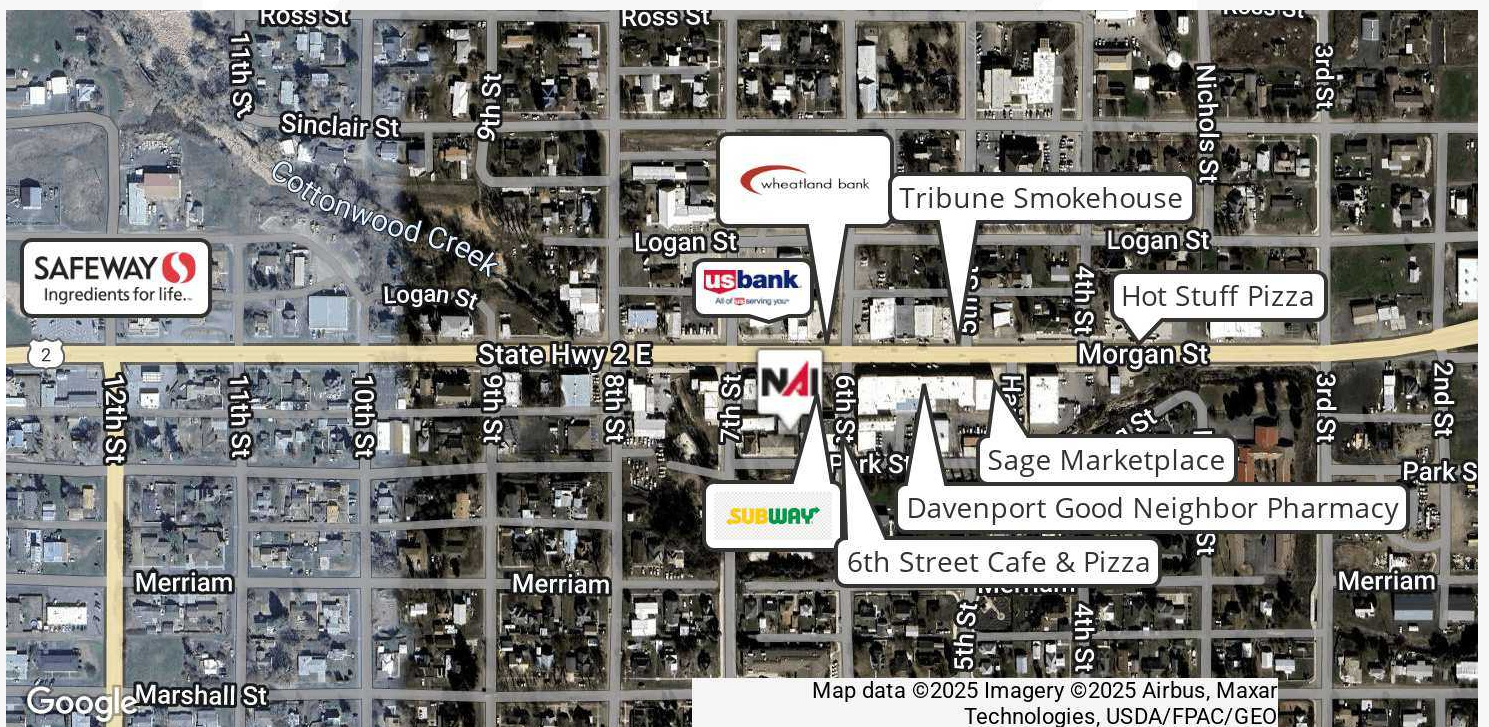 Ross St
Ross St
Ross St
11th St
9th St
Sinclair St
Nichols St
3rd St
wheatland bank
Tribune Smokehouse
Cottonwood Creek
Logan St
Logan St
SAFEWAY
Ingredients for life.
usbank
All of us serving you
Logan St
4th St
Hot Stuff Pizza
2
State Hwy 2 E
Morgan St
NAI
12th St
11th St
10th St
9th St
8th St
7th St
6th St
3rd St
2nd St
Park St
Sage Marketplace
Park S
SUBWAY
Davenport Good Neighbor Pharmacy
6th Street Cafe & Pizza
St
Merriam
Merriam
Merriam
Merriam
5th St
4th St
Google
Marshall St
Map data ©2025 Imagery ©2025 Airbus, Maxar
Technologies, USDA/FPAC/GEO